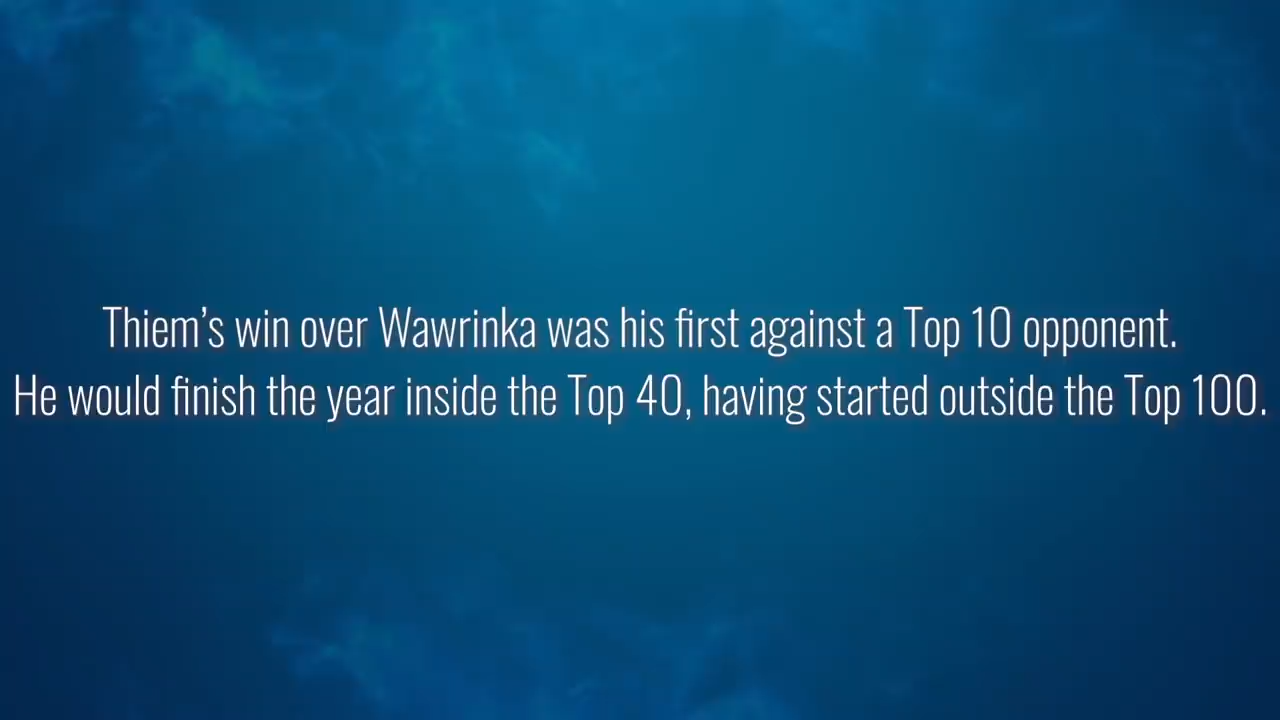 Thiem’s win over Wawrinka was his first against a Top 10 opponent.
He would finish the year inside the Top 40, having started outside the Top 100.